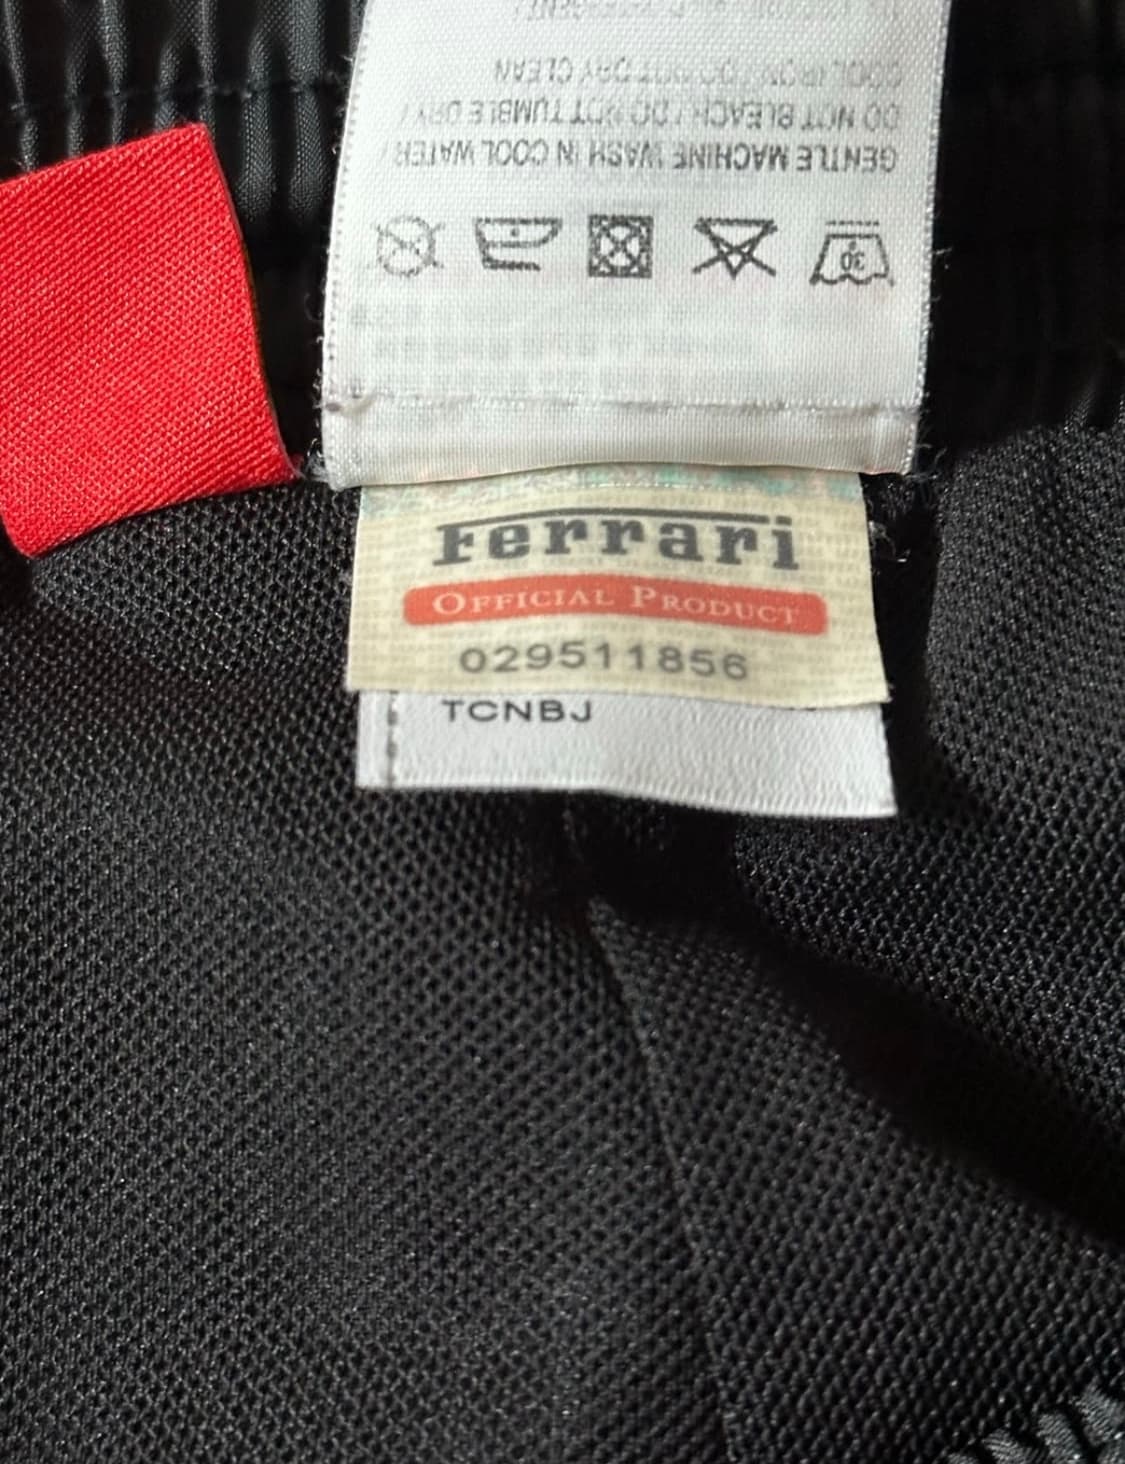 GENTLE MACHINE WASH IN COOL WATER /
DO NOT BLEACH / DO NOT TUMBLE DRY /
COOL IRON / DO NOT DRY CLEAN
30
Ferrari
OFFICIAL PRODUCT
029511856
TCNBJ